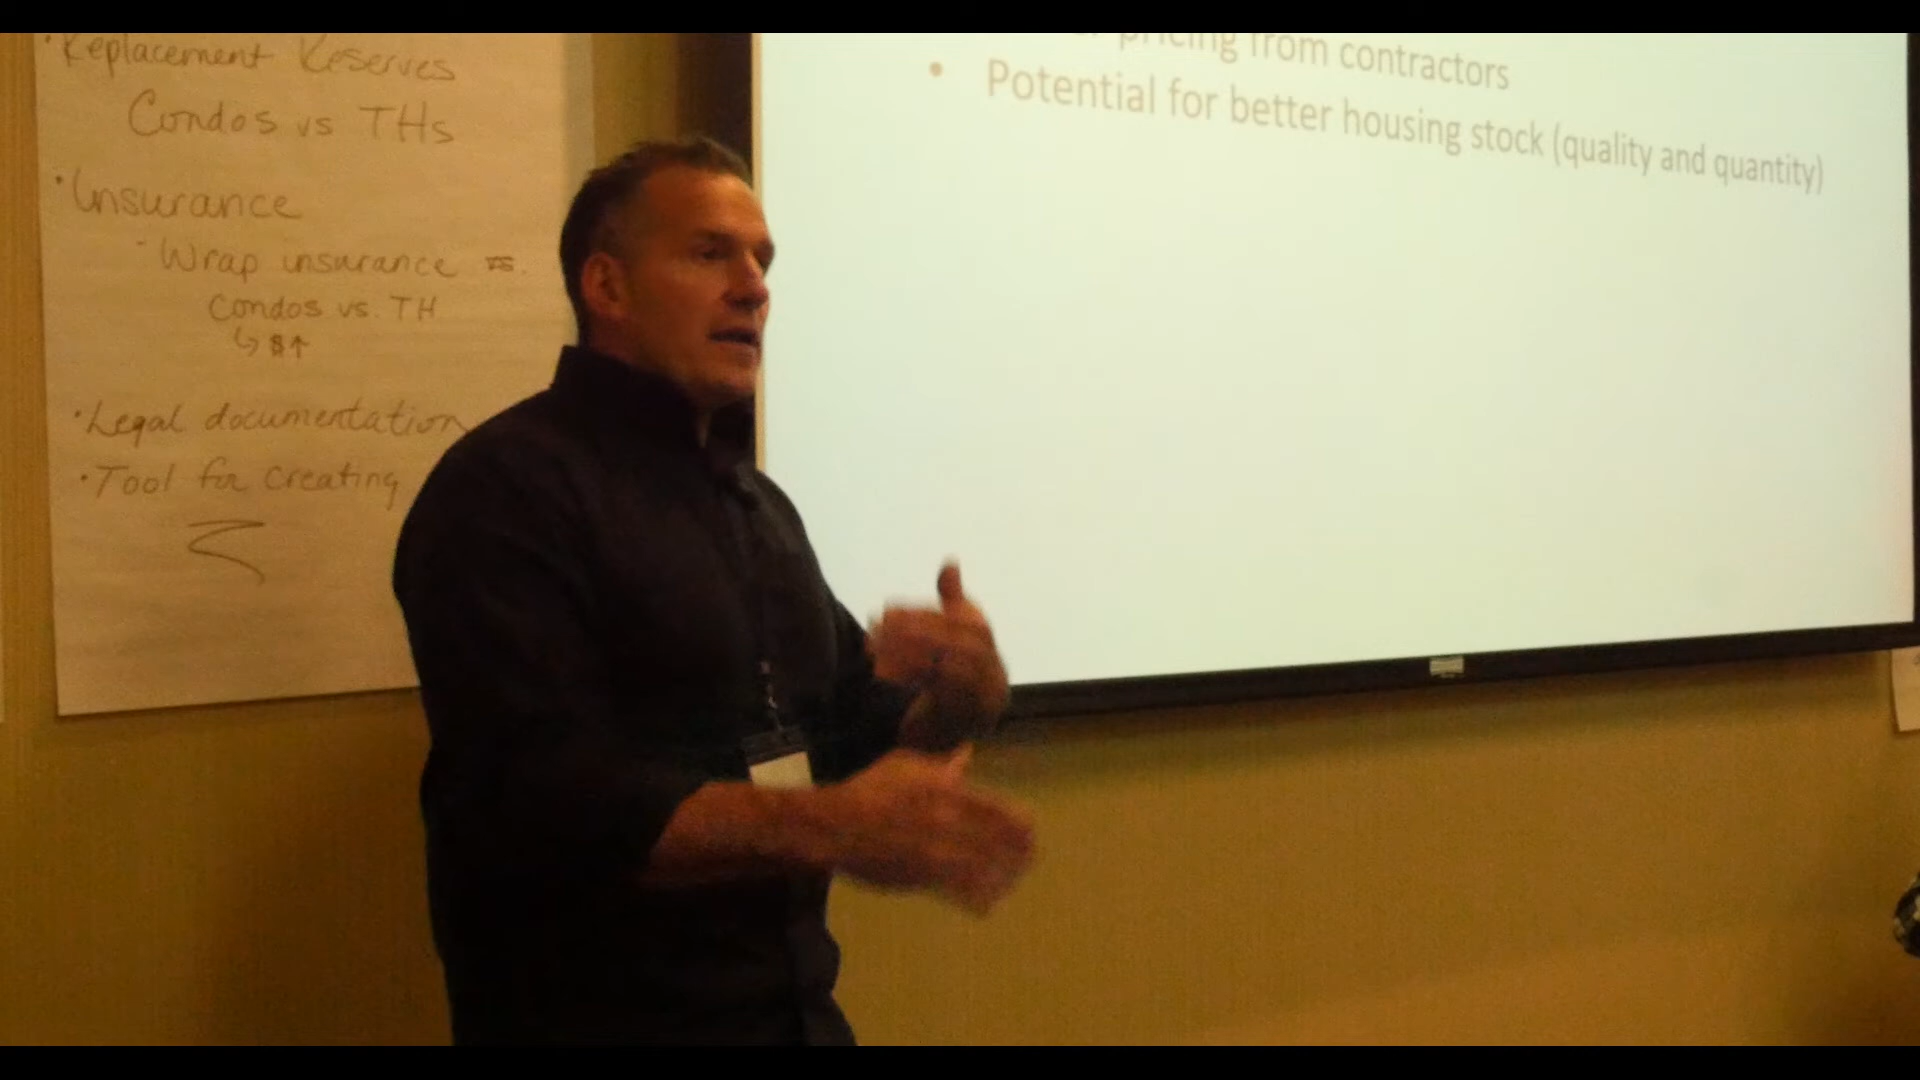 • Replacement Reserves
Condos vs THs
• Insurance
- Wrap insurance vs.
Condos vs. TH
↳ $↑
• Legal documentation
• Tool for creating
pricing from contractors
• Potential for better housing stock (quality and quantity)